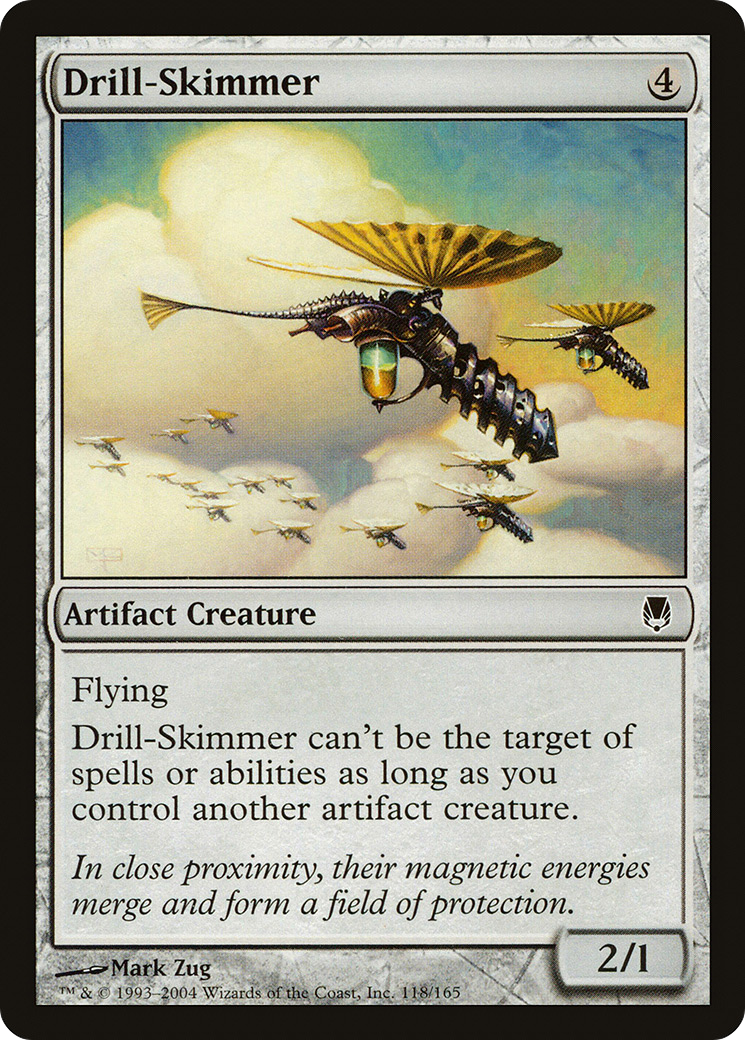 Drill-Skimmer 4
Artifact Creature
Flying
Drill-Skimmer can't be the target of
spells or abilities as long as you
control another artifact creature.
In close proximity, their magnetic energies
merge and form a field of protection.
2/1
Mark Zug
™ & © 1993–2004 Wizards of the Coast, Inc. 118/165